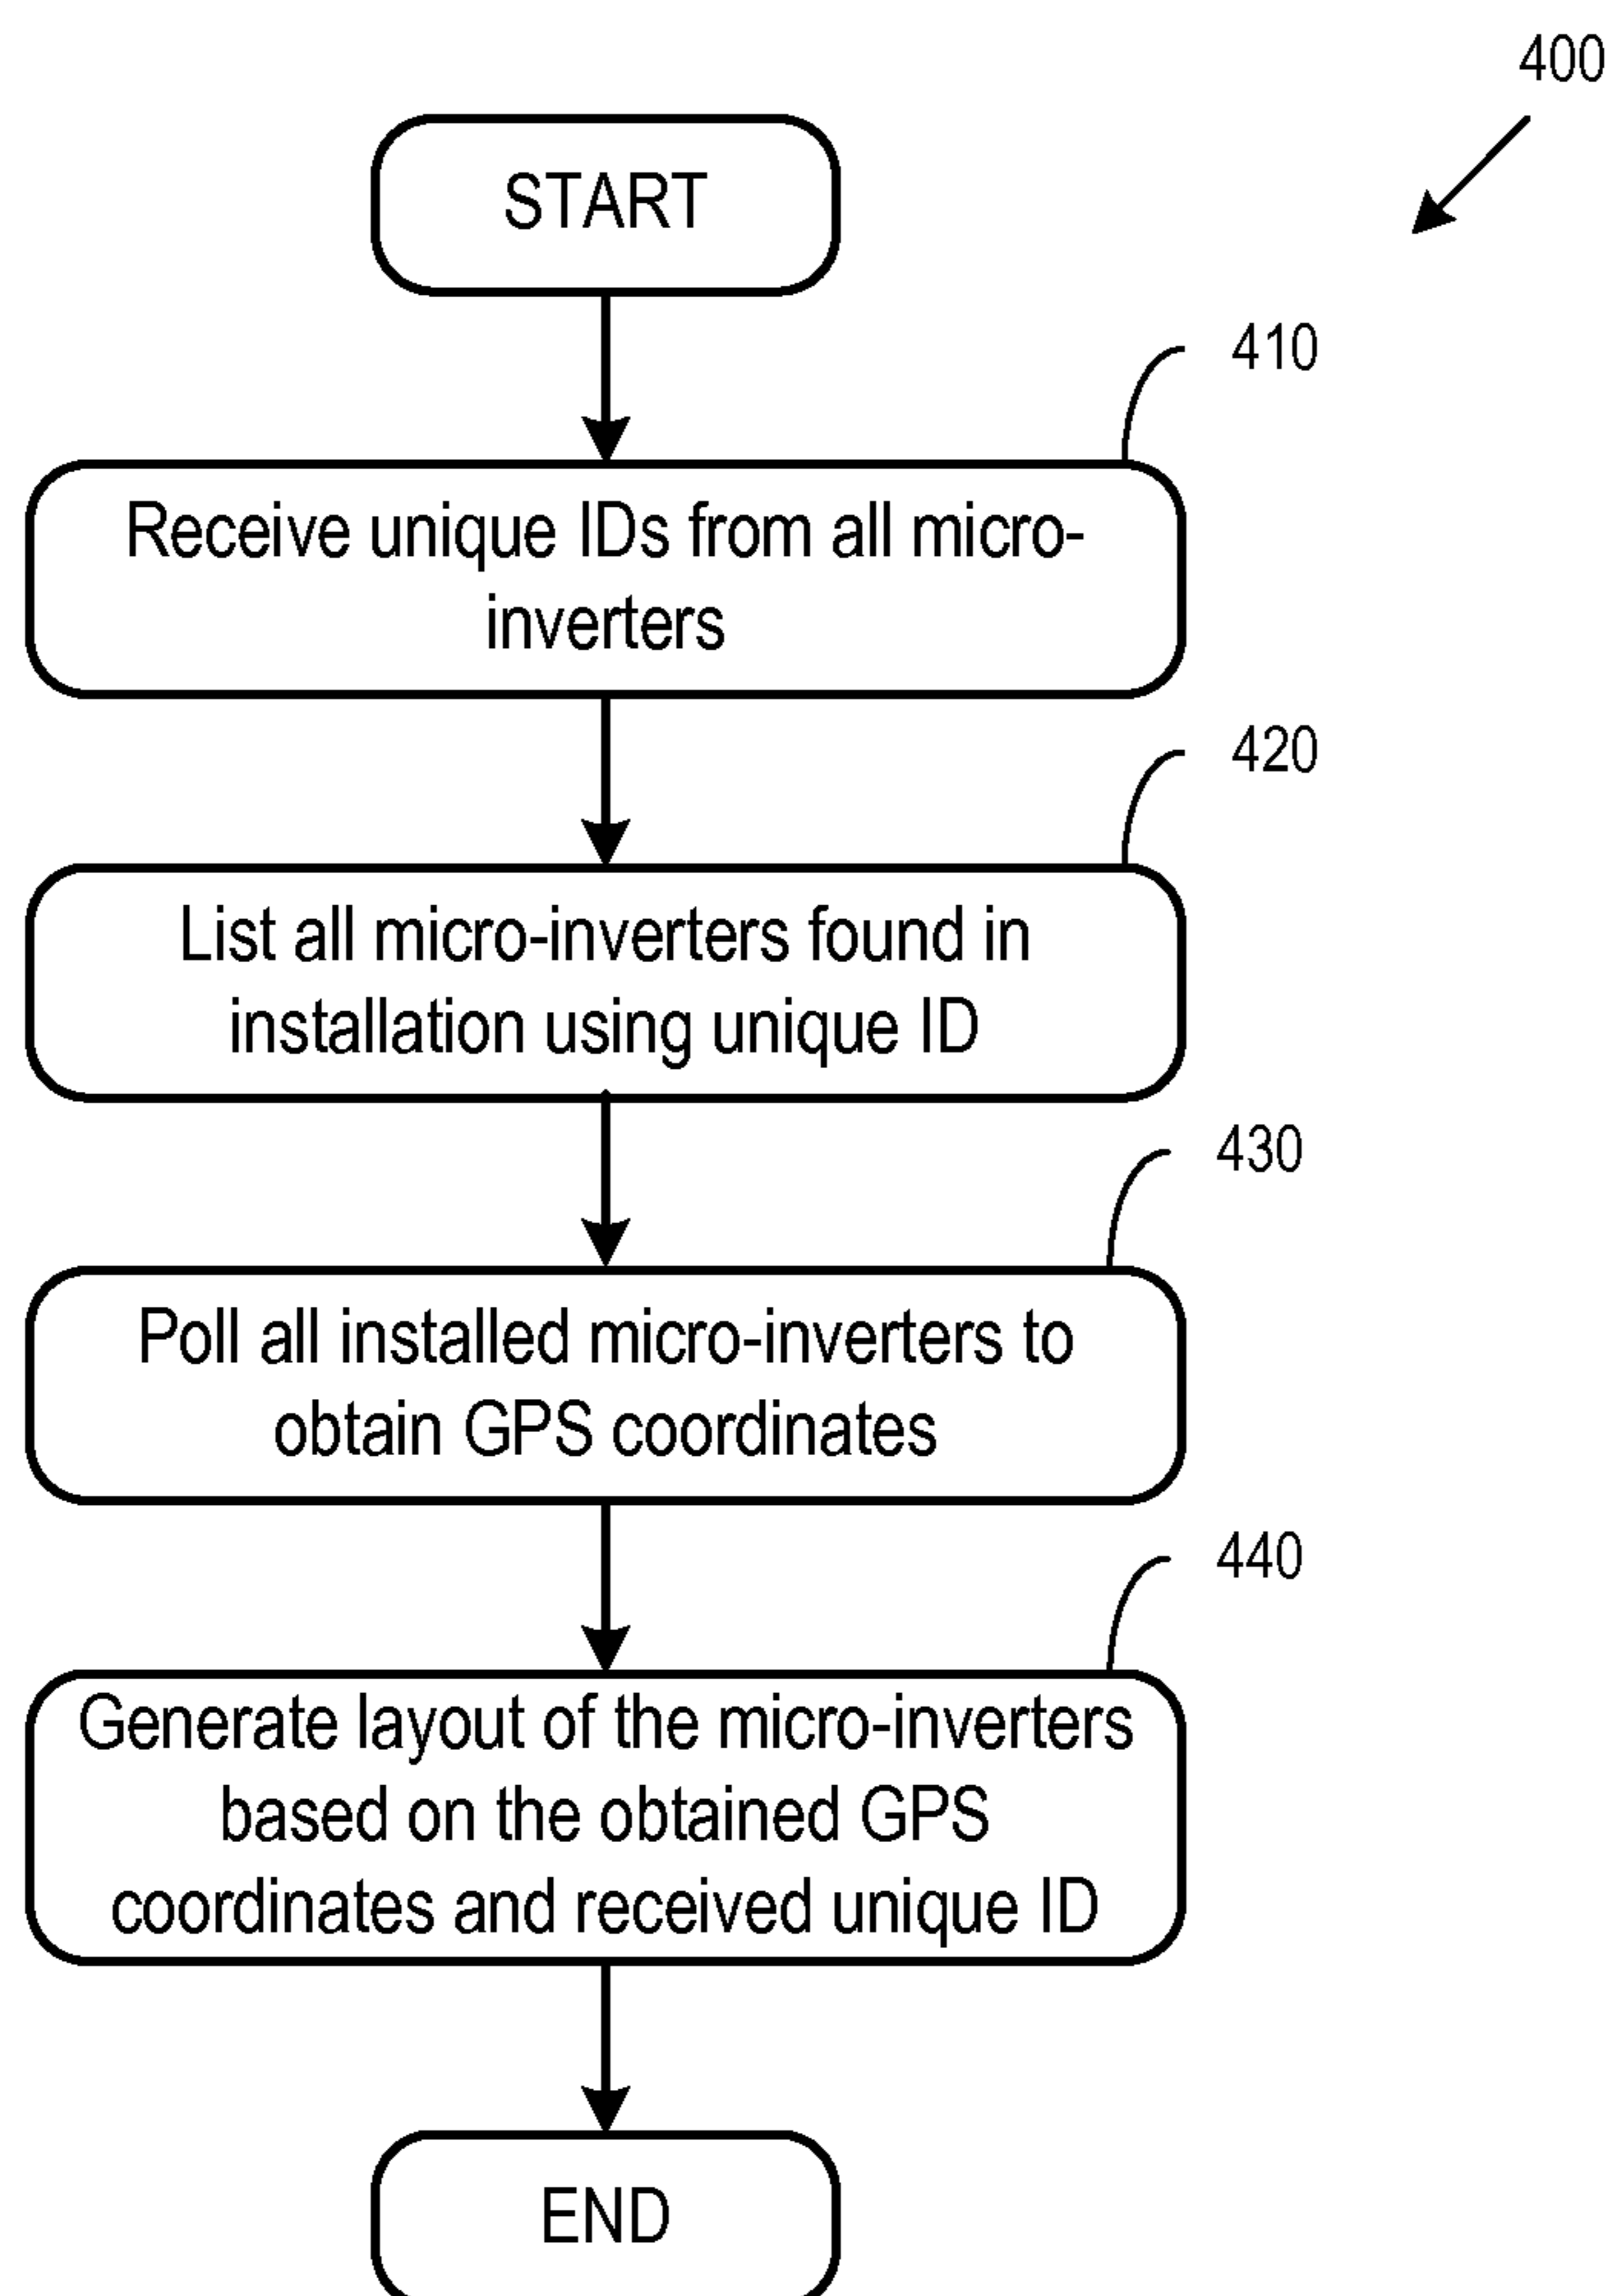 400
START
410
Receive unique IDs from all micro-
inverters
420
List all micro-inverters found in
installation using unique ID
430
Poll all installed micro-inverters to
obtain GPS coordinates
440
Generate layout of the micro-inverters
based on the obtained GPS
coordinates and received unique ID
END